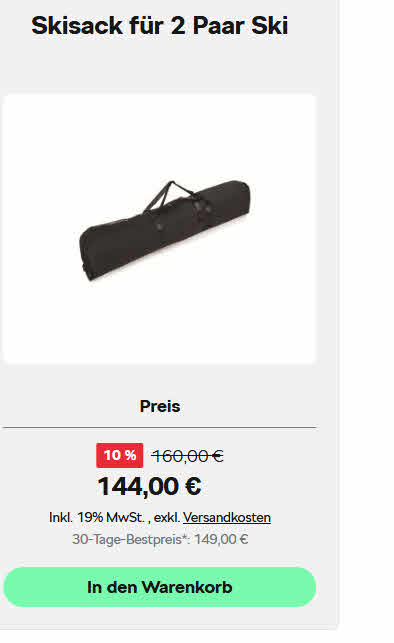 Skisack für 2 Paar Ski
Preis
10 % 160,00 €
144,00 €
Inkl. 19% MwSt. , exkl. Versandkosten
30-Tage-Bestpreis*: 149,00 €
In den Warenkorb